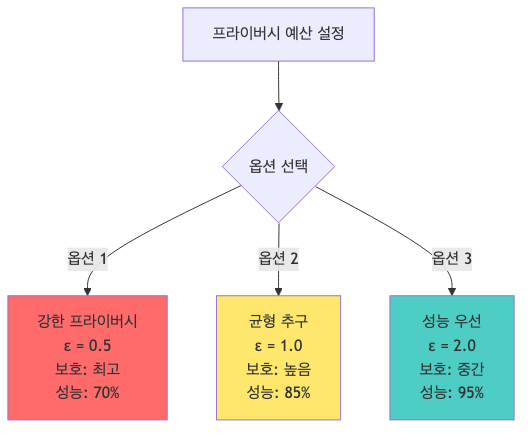 프라이버시 예산 설정
옵션 선택
옵션 1
옵션 2
옵션 3
강한 프라이버시
ε = 0.5
보호: 최고
성능: 70%
균형 추구
ε = 1.0
보호: 높음
성능: 85%
성능 우선
ε = 2.0
보호: 중간
성능: 95%